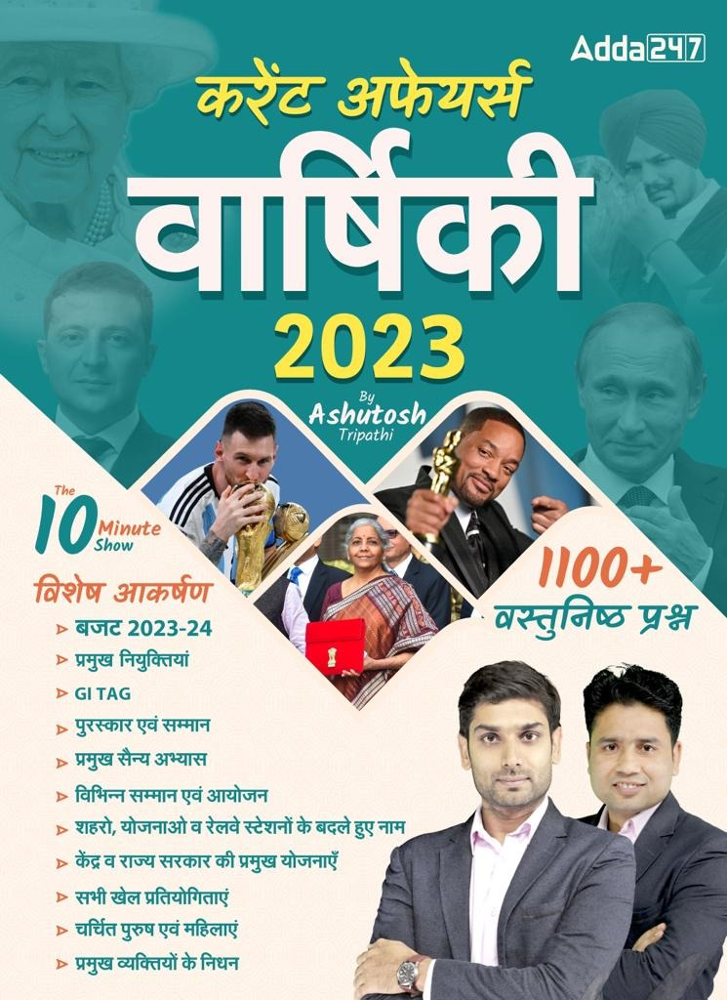 Adda247
करेंट अफेयर्स
वार्षिकी
2023
By
Ashutosh
Tripathi
The
10 Minute
Show
विशेष आकर्षण
बजट 2023-24
प्रमुख नियुक्तियां
GI TAG
पुरस्कार एवं सम्मान
प्रमुख सैन्य अभ्यास
विभिन्न सम्मान एवं आयोजन
शहरो, योजनाओ व रेलवे स्टेशनों के बदले हुए नाम
केंद्र व राज्य सरकार की प्रमुख योजनाएँ
सभी खेल प्रतियोगिताएं
चर्चित पुरुष एवं महिलाएं
प्रमुख व्यक्तियों के निधन
1100+
वस्तुनिष्ठ प्रश्न